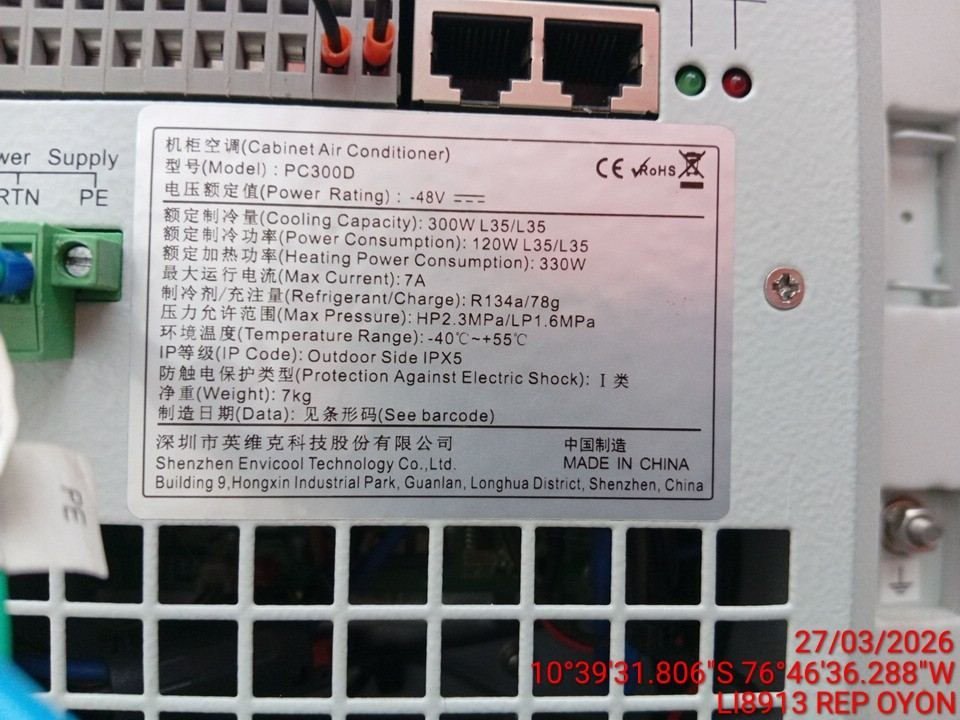 wer Supply
RTN PE
机柜空调(Cabinet Air Conditioner)
型号(Model) : PC300D
CE RoHS
电压额定值(Power Rating) : -48V
额定制冷量(Cooling Capacity): 300W L35/L35
额定制冷功率(Power Consumption): 120W L35/L35
额定加热功率(Heating Power Consumption): 330W
最大运行电流(Max Current): 7A
制冷剂/充注量(Refrigerant/Charge): R134a/78g
压力允许范围(Max Pressure): HP2.3MPa/LP1.6MPa
环境温度(Temperature Range): -40℃~+55℃
IP等级(IP Code): Outdoor Side IPX5
防触电保护类型(Protection Against Electric Shock): I 类
净重(Weight): 7kg
制造日期(Data): 见条形码(See barcode)
深圳市英维克科技股份有限公司
中国制造
Shenzhen Envicool Technology Co.,Ltd.
MADE IN CHINA
Building 9,Hongxin Industrial Park, Guanlan, Longhua District, Shenzhen, China
PE
27/03/2026
10°39'31.806"S 76°46'36.288"W
LI8913 REP OYON